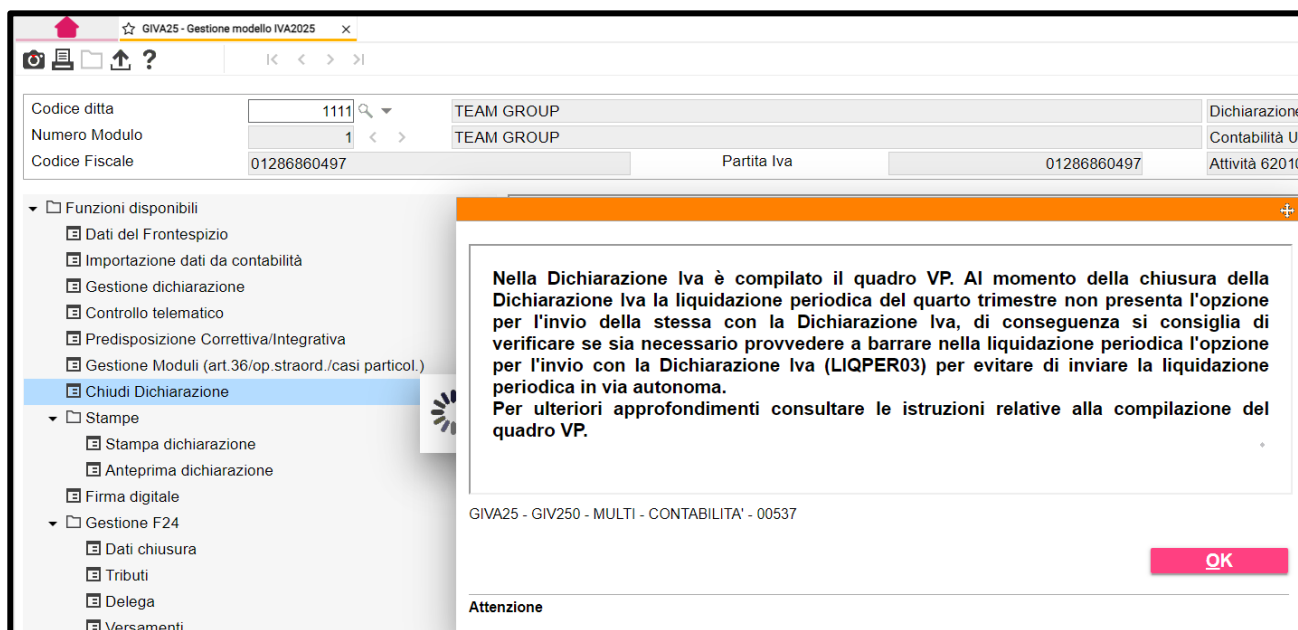 GIVA25 - Gestione modello IVA2025
Codice ditta 1111 TEAM GROUP Dichiarazione
Numero Modulo 1 TEAM GROUP Contabilità U
Codice Fiscale 01286860497 Partita Iva 01286860497 Attività 6201
Funzioni disponibili
Dati del Frontespizio
Importazione dati da contabilità
Gestione dichiarazione
Controllo telematico
Predisposizione Correttiva/Integrativa
Gestione Moduli (art.36/op.straord./casi particol.)
Chiudi Dichiarazione
Stampe
Stampa dichiarazione
Anteprima dichiarazione
Firma digitale
Gestione F24
Dati chiusura
Tributi
Delega
Versamenti
Nella Dichiarazione Iva è compilato il quadro VP. Al momento della chiusura della
Dichiarazione Iva la liquidazione periodica del quarto trimestre non presenta l'opzione
per l'invio della stessa con la Dichiarazione Iva, di conseguenza si consiglia di
verificare se sia necessario provvedere a barrare nella liquidazione periodica l'opzione
per l'invio con la Dichiarazione Iva (LIQPER03) per evitare di inviare la liquidazione
periodica in via autonoma.
Per ulteriori approfondimenti consultare le istruzioni relative alla compilazione del
quadro VP.
GIVA25 - GIV250 - MULTI - CONTABILITA' - 00537
OK
Attenzione